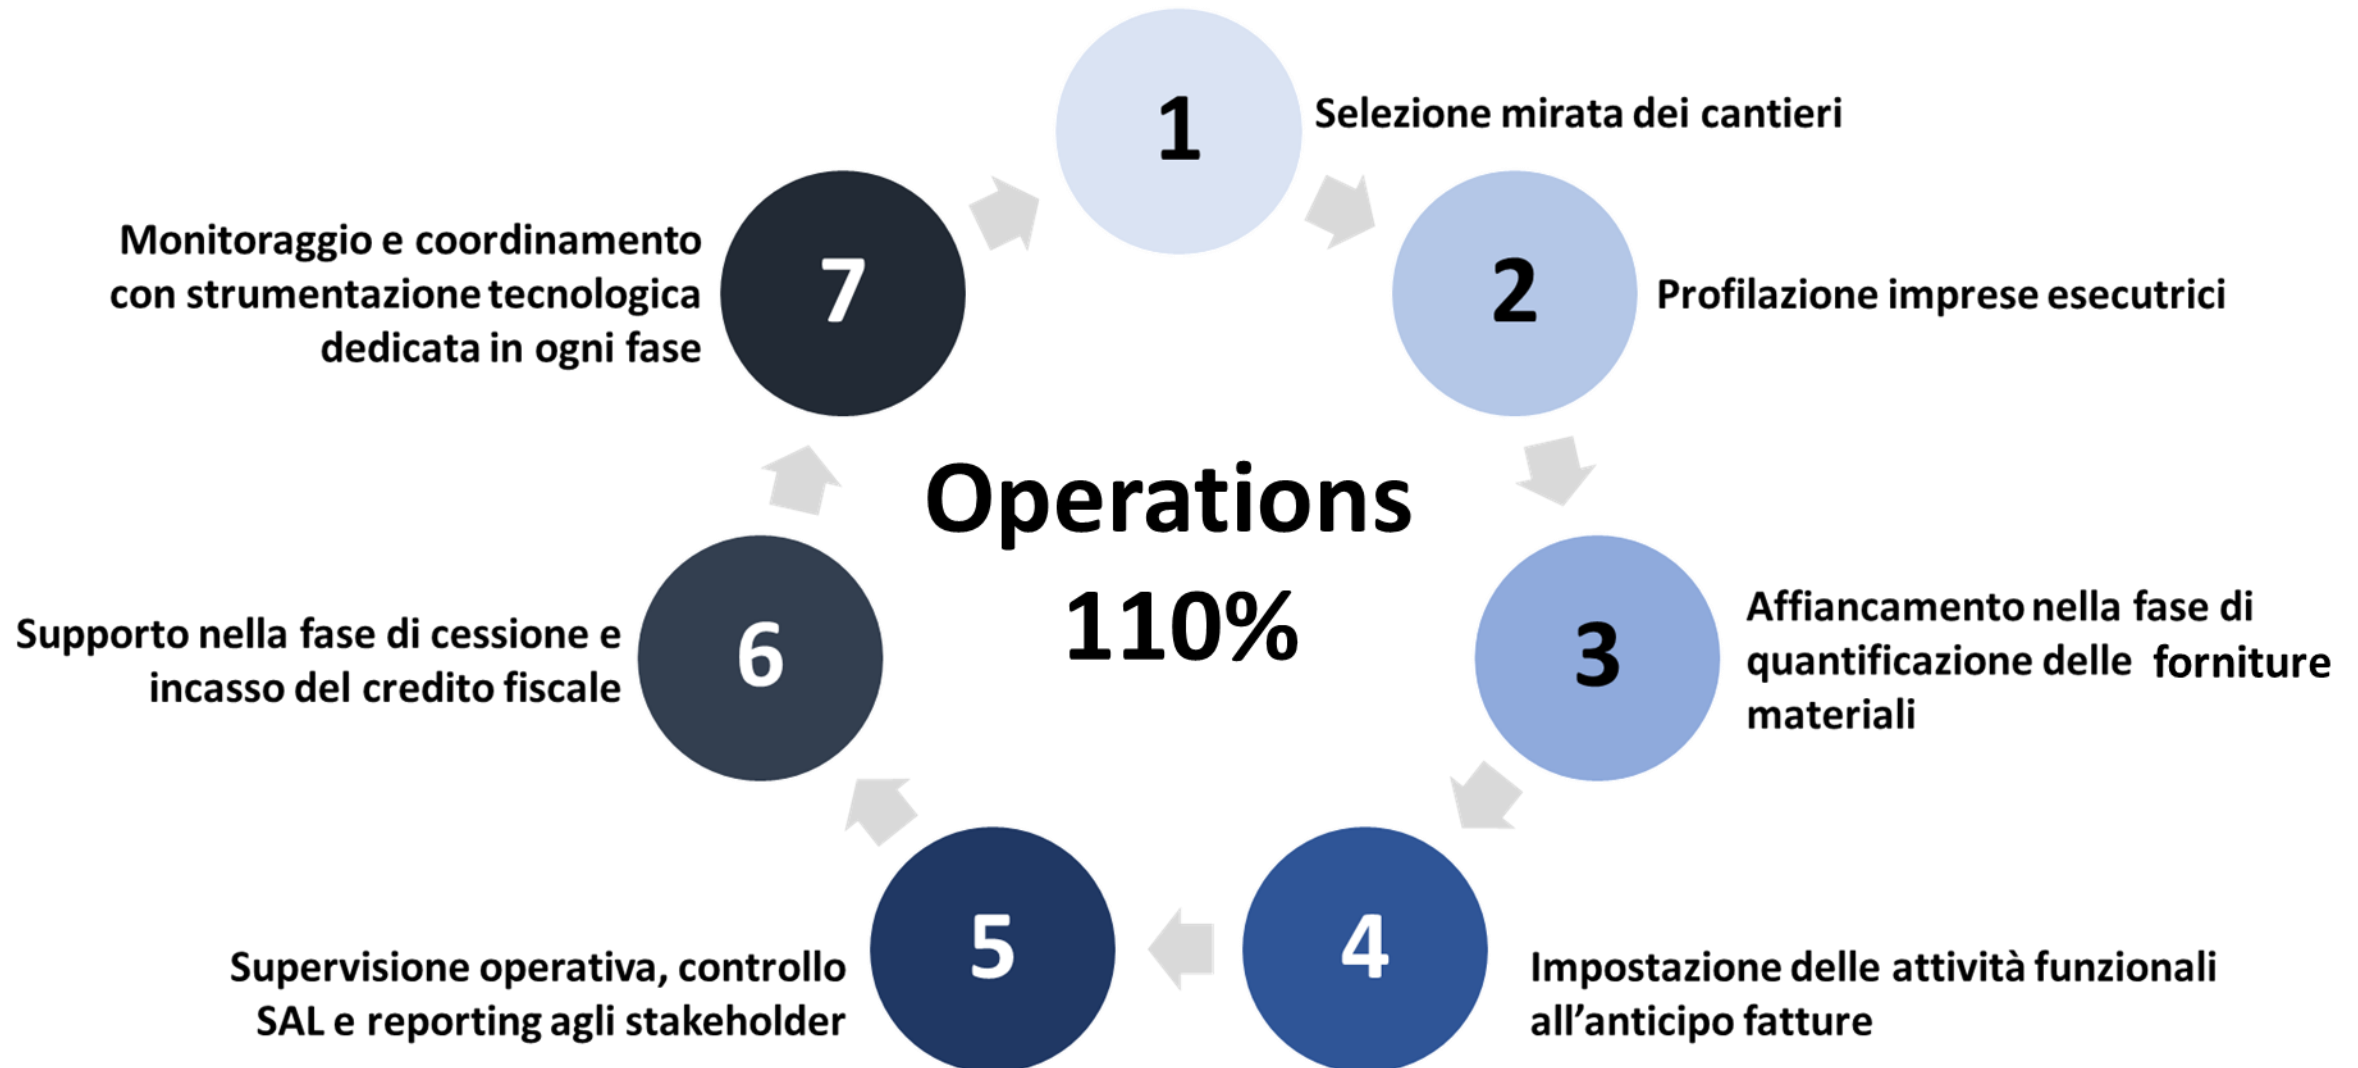 1
Selezione mirata dei cantieri
2
Profilazione imprese esecutrici
3
Affiancamento nella fase di
quantificazione delle forniture
materiali
4
Impostazione delle attività funzionali
all’anticipo fatture
5
Supervisione operativa, controllo
SAL e reporting agli stakeholder
6
Supporto nella fase di cessione e
incasso del credito fiscale
7
Monitoraggio e coordinamento
con strumentazione tecnologica
dedicata in ogni fase
Operations
110%